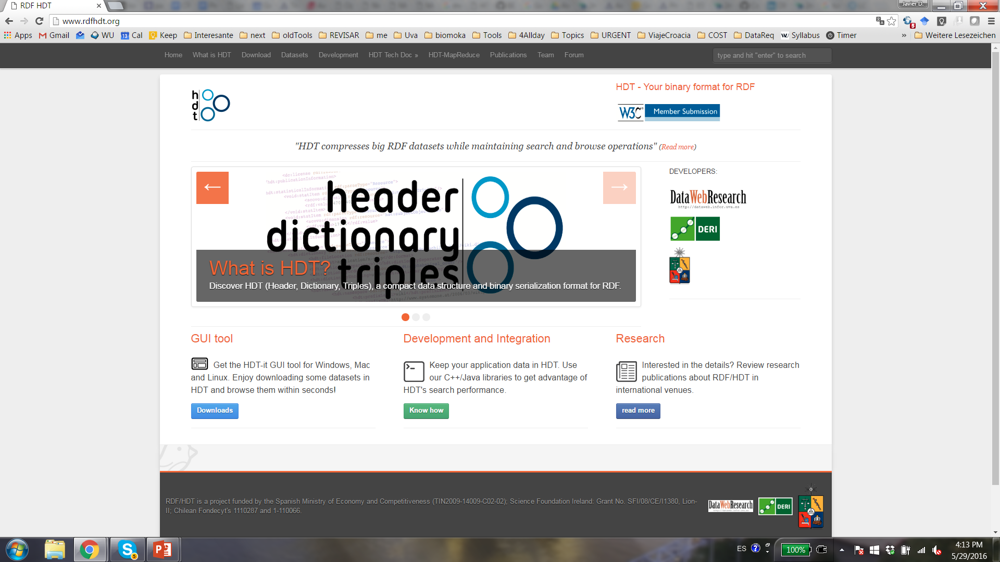 RDF HDT
Javier D.
www.rdfhdt.org
5
Apps Gmail WU 13 Cal Keep Interesante next oldTools REVISAR me Uva biomoka Tools 4Allday Topics URGENT ViajeCroacia COST DataReq Syllabus Timer » Weitere Lesezeichen
Home What is HDT Download Datasets Development HDT Tech Doc » HDT-MapReduce Publications Team Forum
type and hit "enter" to search
hdt
HDT - Your binary format for RDF
W3C® Member Submission
"HDT compresses big RDF datasets while maintaining search and browse operations" (Read more)
header
dictionary
triples
What is HDT?
Discover HDT (Header, Dictionary, Triples), a compact data structure and binary serialization format for RDF.
DEVELOPERS:
DataWebResearch
http://dataweb.infor.uva.es
DERI
GUI tool
Get the HDT-it GUI tool for Windows, Mac
and Linux. Enjoy downloading some datasets in
HDT and browse them within seconds!
Downloads
Development and Integration
Keep your application data in HDT. Use
our C++/Java libraries to get advantage of
HDT's search performance.
Know how
Research
Interested in the details? Review research
publications about RDF/HDT in
international venues.
read more
RDF/HDT is a project funded by the Spanish Ministry of Economy and Competitiveness (TIN2009-14009-C02-02); Science Foundation Ireland: Grant No. SFI/08/CE/I1380, Lion-
II; Chilean Fondecyt's 1110287 and 1-110066.
DataWebResearch
DERI
5
ES
100%
4:13 PM
5/29/2016